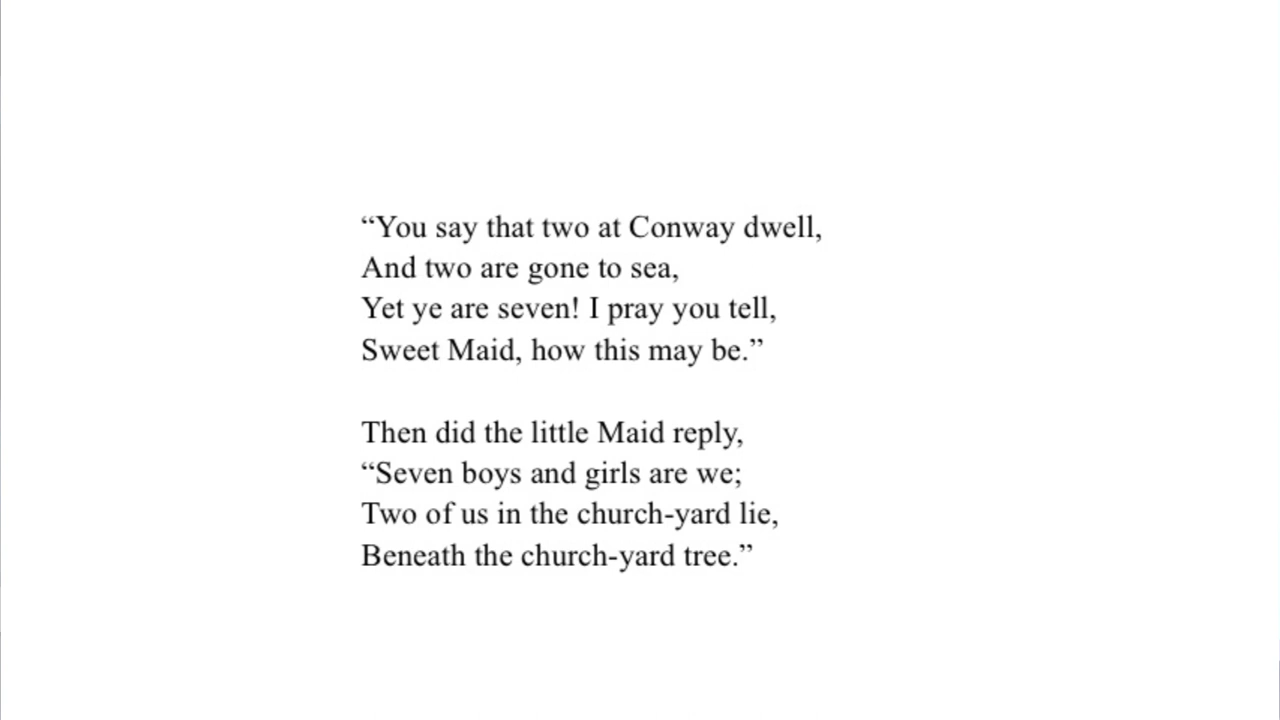 “You say that two at Conway dwell,
And two are gone to sea,
Yet ye are seven! I pray you tell,
Sweet Maid, how this may be.”
Then did the little Maid reply,
“Seven boys and girls are we;
Two of us in the church-yard lie,
Beneath the church-yard tree.”